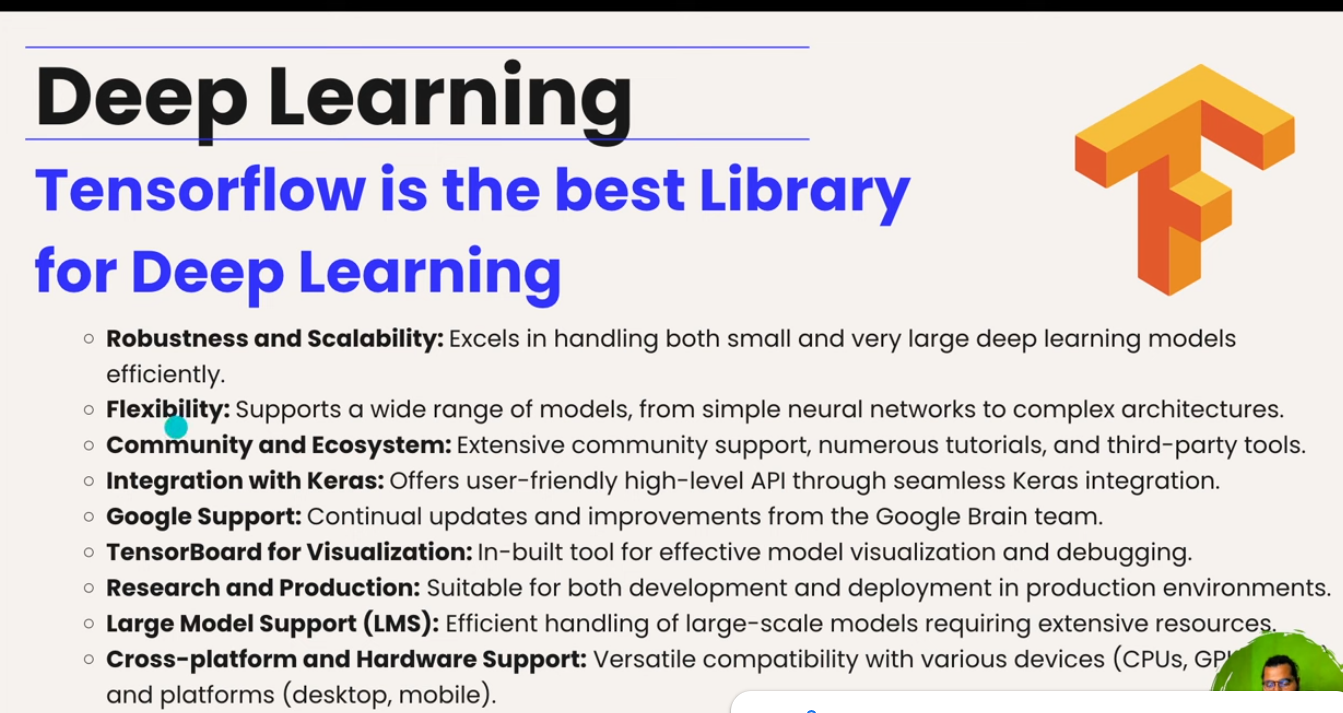 Deep Learning
Tensorflow is the best Library
for Deep Learning
Robustness and Scalability: Excels in handling both small and very large deep learning models
efficiently.
Flexibility: Supports a wide range of models, from simple neural networks to complex architectures.
Community and Ecosystem: Extensive community support, numerous tutorials, and third-party tools.
Integration with Keras: Offers user-friendly high-level API through seamless Keras integration.
Google Support: Continual updates and improvements from the Google Brain team.
TensorBoard for Visualization: In-built tool for effective model visualization and debugging.
Research and Production: Suitable for both development and deployment in production environments.
Large Model Support (LMS): Efficient handling of large-scale models requiring extensive resources.
Cross-platform and Hardware Support: Versatile compatibility with various devices (CPUs,
and platforms (desktop, mobile).